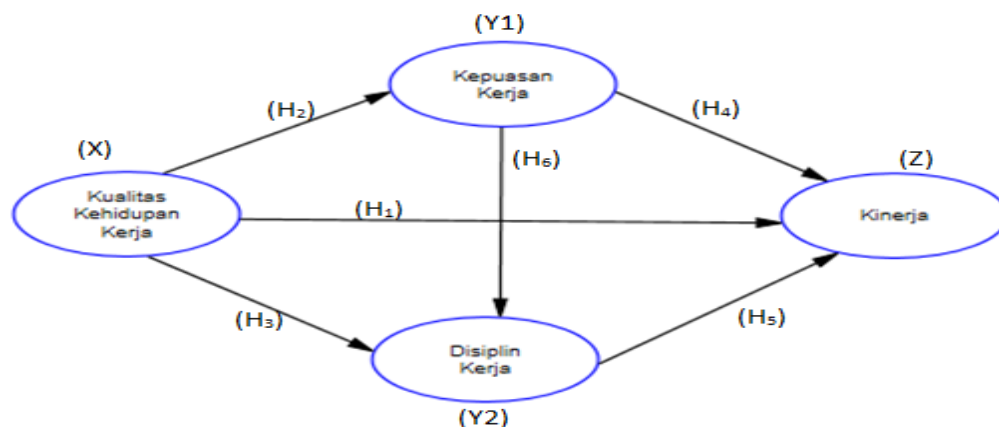 (Y1)
Kepuasan
Kerja
(H₂)
(H₄)
(X)
(H₆)
(Z)
Kualitas
Kehidupan
Kerja
(H₁)
Kinerja
(H₃)
(H₅)
Disiplin
Kerja
(Y2)